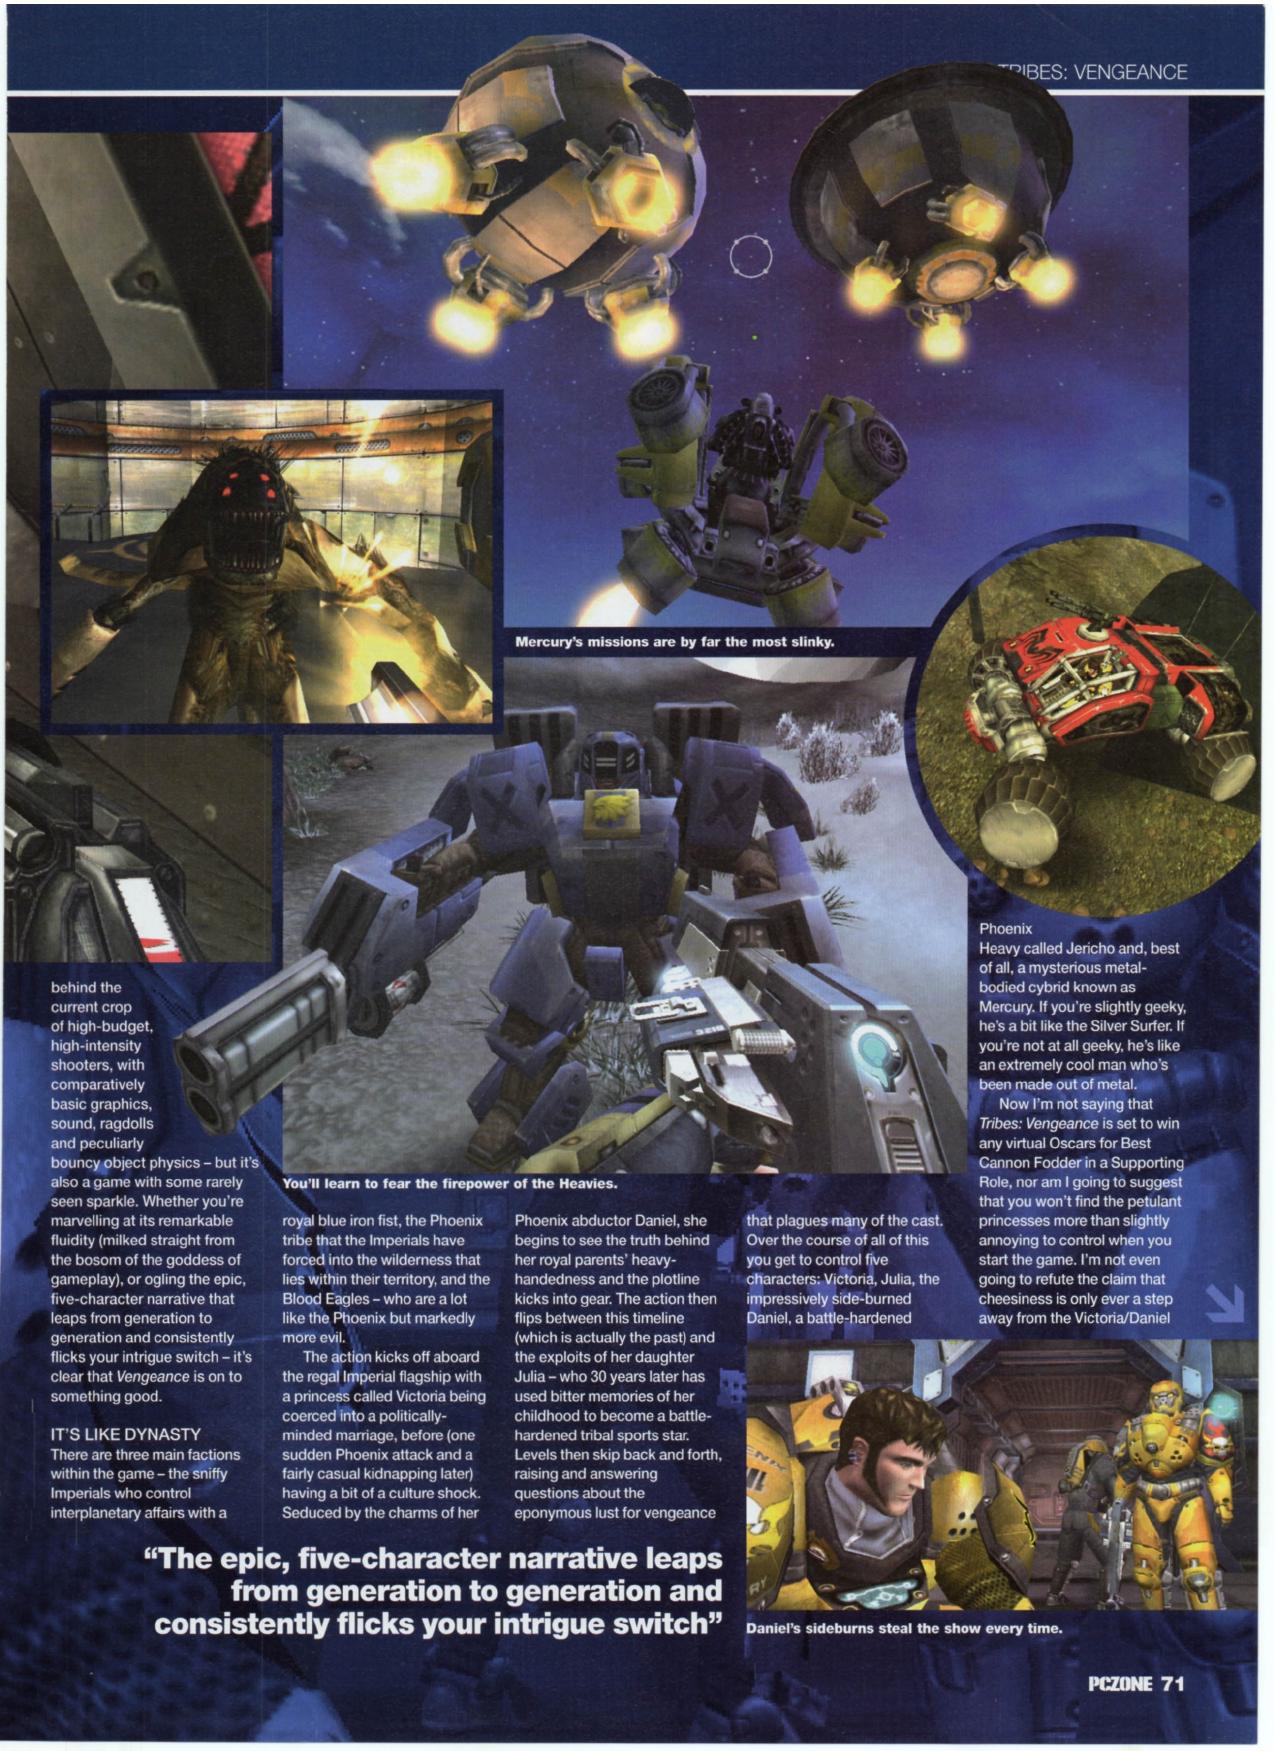 TRIBES: VENGEANCE
Mercury's missions are by far the most slinky.
You'll learn to fear the firepower of the Heavies.
behind the
current crop
of high-budget,
high-intensity
shooters, with
comparatively
basic graphics,
sound, ragdolls
and peculiarly
bouncy object physics – but it's
also a game with some rarely
seen sparkle. Whether you're
marvelling at its remarkable
fluidity (milked straight from
the bosom of the goddess of
gameplay), or ogling the epic,
five-character narrative that
leaps from generation to
generation and consistently
flicks your intrigue switch – it's
clear that Vengeance is on to
something good.
IT'S LIKE DYNASTY
There are three main factions
within the game – the sniffy
Imperials who control
interplanetary affairs with a
royal blue iron fist, the Phoenix
tribe that the Imperials have
forced into the wilderness that
lies within their territory, and the
Blood Eagles – who are a lot
like the Phoenix but markedly
more evil.
The action kicks off aboard
the regal Imperial flagship with
a princess called Victoria being
coerced into a politically-
minded marriage, before (one
sudden Phoenix attack and a
fairly casual kidnapping later)
having a bit of a culture shock.
Seduced by the charms of her
Phoenix abductor Daniel, she
begins to see the truth behind
her royal parents' heavy-
handedness and the plotline
kicks into gear. The action then
flips between this timeline
(which is actually the past) and
the exploits of her daughter
Julia – who 30 years later has
used bitter memories of her
childhood to become a battle-
hardened tribal sports star.
Levels then skip back and forth,
raising and answering
questions about the
eponymous lust for vengeance
that plagues many of the cast.
Over the course of all of this
you get to control five
characters: Victoria, Julia, the
impressively side-burned
Daniel, a battle-hardened
Phoenix
Heavy called Jericho and, best
of all, a mysterious metal-
bodied cybrid known as
Mercury. If you're slightly geeky,
he's a bit like the Silver Surfer. If
you're not at all geeky, he's like
an extremely cool man who's
been made out of metal.
Now I'm not saying that
Tribes: Vengeance is set to win
any virtual Oscars for Best
Cannon Fodder in a Supporting
Role, nor am I going to suggest
that you won't find the petulant
princesses more than slightly
annoying to control when you
start the game. I'm not even
going to refute the claim that
cheesiness is only ever a step
away from the Victoria/Daniel
"The epic, five-character narrative leaps
from generation to generation and
consistently flicks your intrigue switch"
Daniel's sideburns steal the show every time.
PCZONE 71